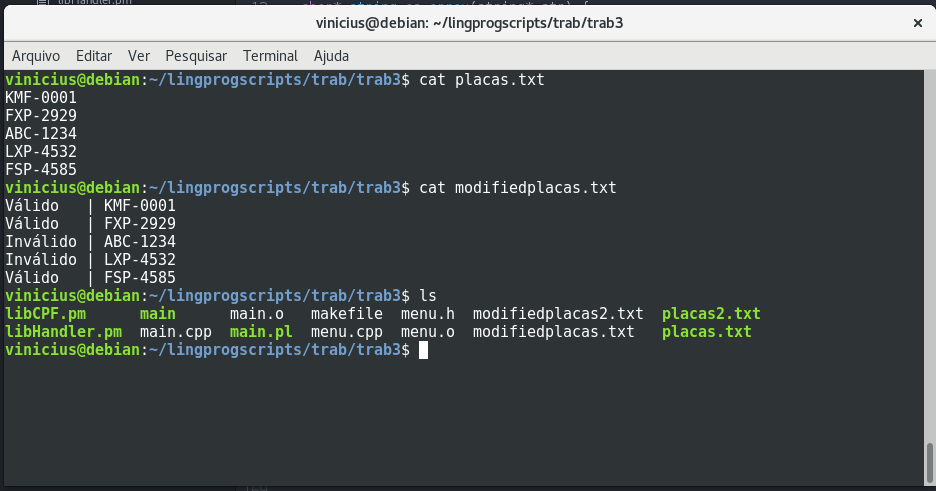 libHandler.pm
vinicius@debian: ~/lingprogscripts/trab/trab3
Arquivo Editar Ver Pesquisar Terminal Ajuda
vinicius@debian:~/lingprogscripts/trab/trab3$ cat placas.txt
KMF-0001
FXP-2929
ABC-1234
LXP-4532
FSP-4585
vinicius@debian:~/lingprogscripts/trab/trab3$ cat modifiedplacas.txt
Válido   | KMF-0001
Válido   | FXP-2929
Inválido | ABC-1234
Inválido | LXP-4532
Válido   | FSP-4585
vinicius@debian:~/lingprogscripts/trab/trab3$ ls
libCPF.pm      main      main.o   makefile  menu.h  modifiedplacas2.txt  placas2.txt
libHandler.pm  main.cpp  main.pl  menu.cpp  menu.o  modifiedplacas.txt   placas.txt
vinicius@debian:~/lingprogscripts/trab/trab3$